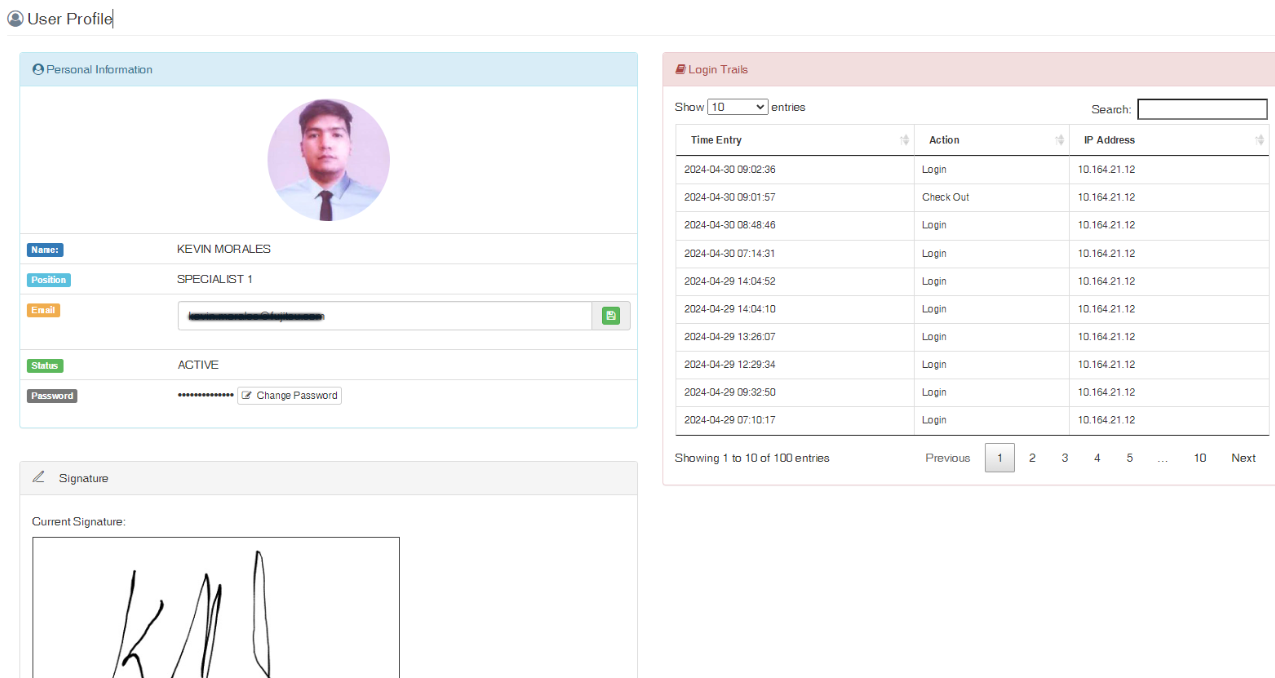 User Profile
Personal Information
Name: KEVIN MORALES
Position SPECIALIST 1
Email
Status ACTIVE
Password •••••••••••••• Change Password
Signature
Current Signature:
Login Trails
Show 10 entries Search:
Time Entry Action IP Address
2024-04-30 09:02:36 Login 10.164.21.12
2024-04-30 09:01:57 Check Out 10.164.21.12
2024-04-30 08:48:46 Login 10.164.21.12
2024-04-30 07:14:31 Login 10.164.21.12
2024-04-29 14:04:52 Login 10.164.21.12
2024-04-29 14:04:10 Login 10.164.21.12
2024-04-29 13:26:07 Login 10.164.21.12
2024-04-29 12:29:34 Login 10.164.21.12
2024-04-29 09:32:50 Login 10.164.21.12
2024-04-29 07:10:17 Login 10.164.21.12
Showing 1 to 10 of 100 entries Previous 1 2 3 4 5 … 10 Next